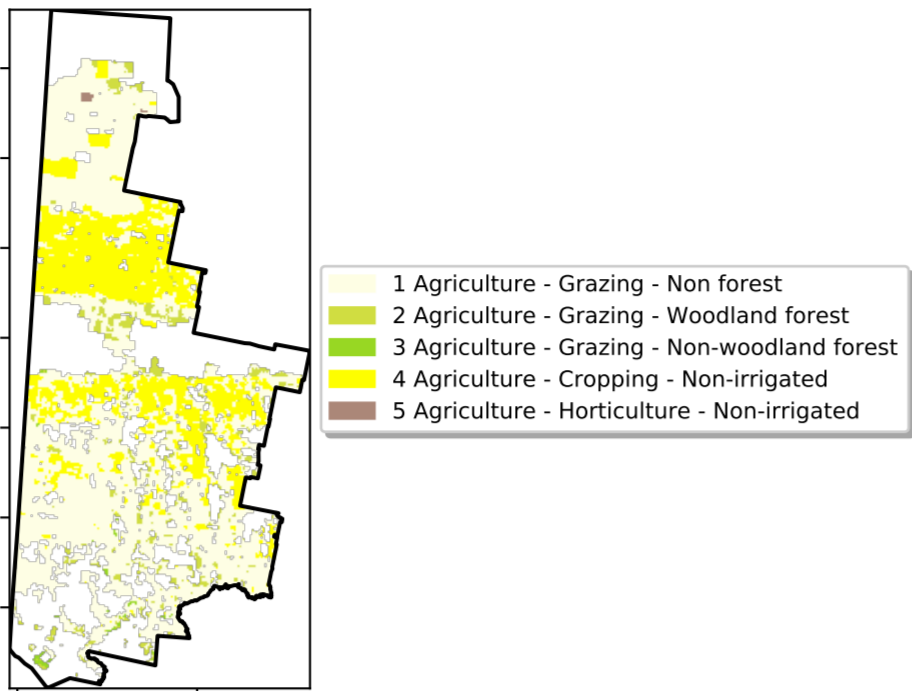 1 Agriculture - Grazing - Non forest
2 Agriculture - Grazing - Woodland forest
3 Agriculture - Grazing - Non-woodland forest
4 Agriculture - Cropping - Non-irrigated
5 Agriculture - Horticulture - Non-irrigated